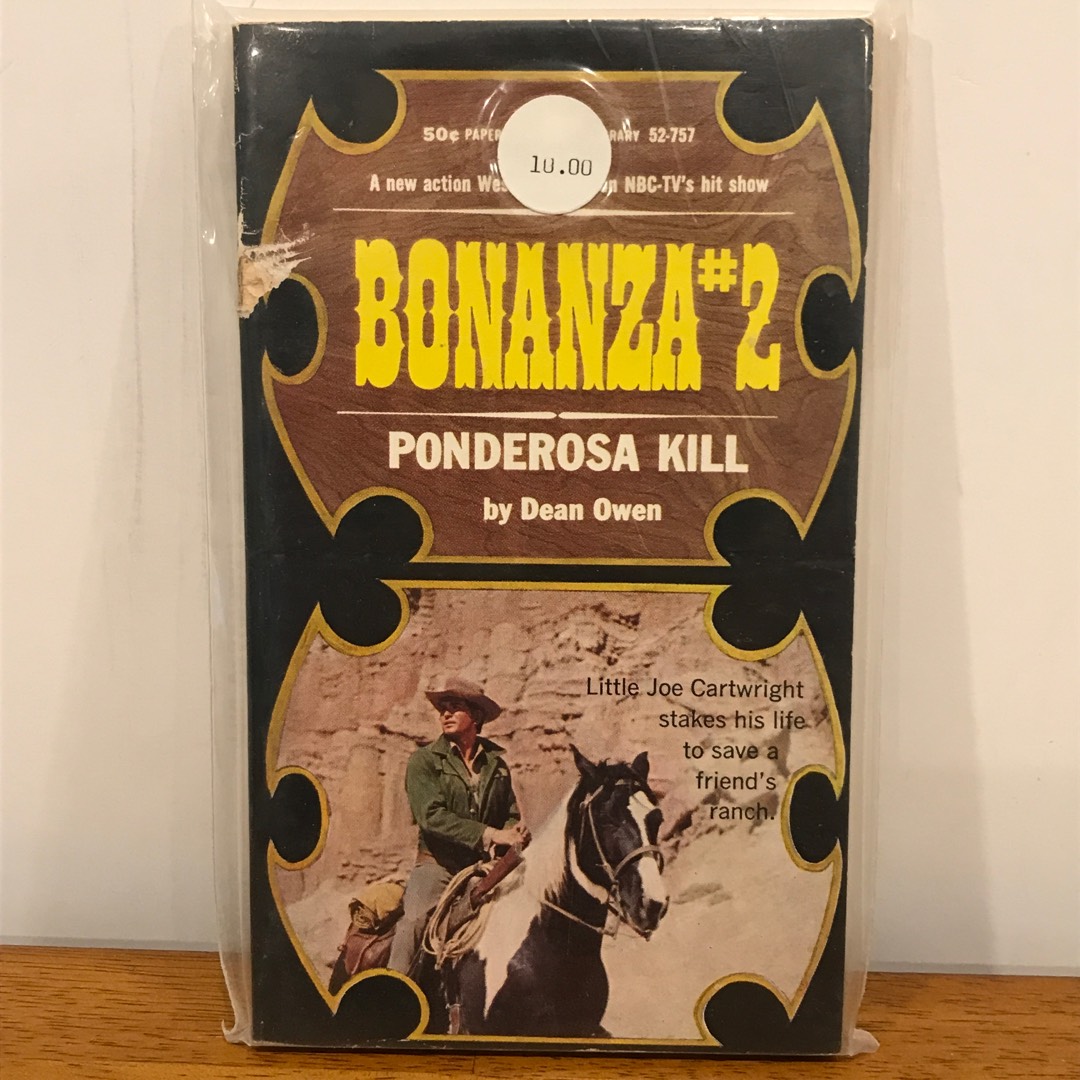 50¢ PAPER RARY 52-757
10.00
A new action Wes n NBC-TV's hit show
BONANZA #2
PONDEROSA KILL
by Dean Owen
Little Joe Cartwright
stakes his life
to save a
friend's
ranch.